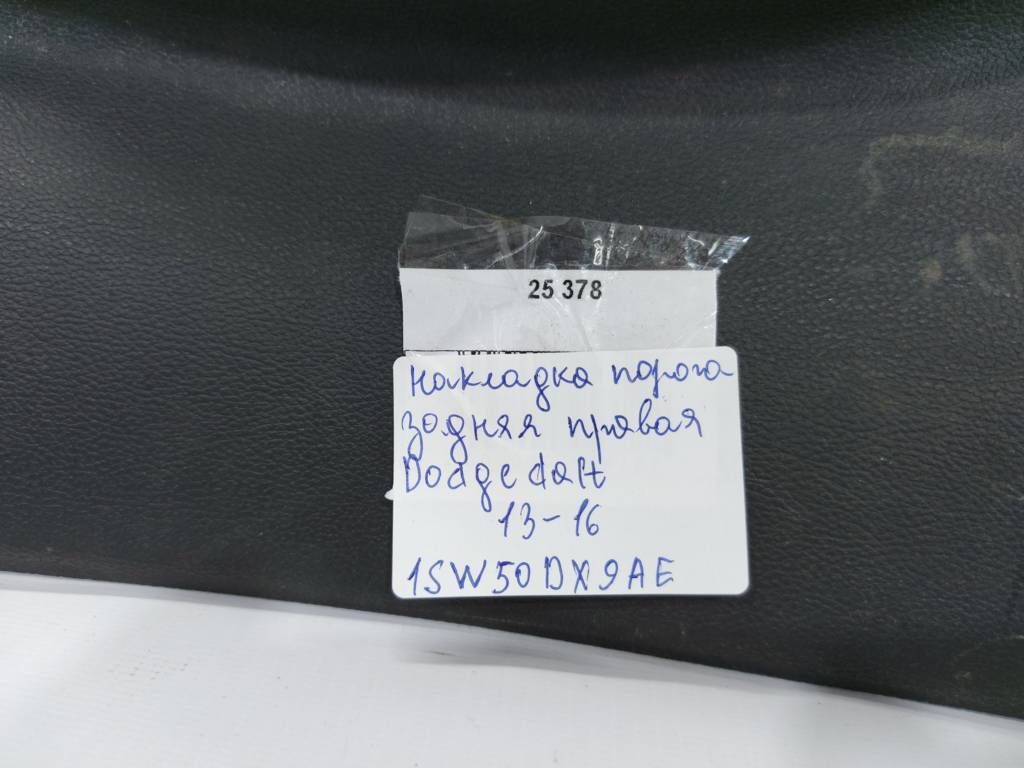 25 378
Накладка порога
задняя правая
Dodge dart
13-16
1SW50DX9AE